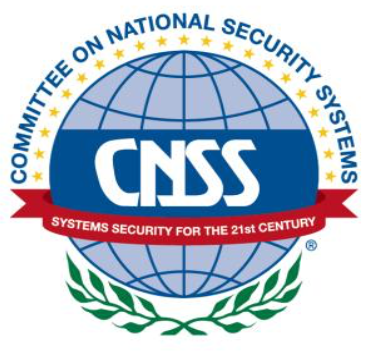 COMMITTEE ON NATIONAL SECURITY SYSTEMS
CNSS
SYSTEMS SECURITY FOR THE 21st CENTURY
®